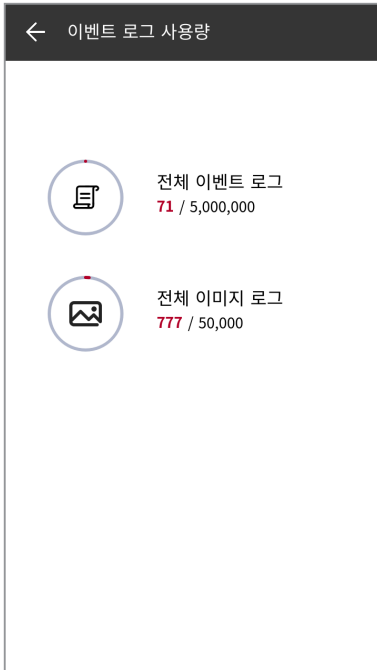 이벤트 로그 사용량
전체 이벤트 로그
71 / 5,000,000
전체 이미지 로그
777 / 50,000